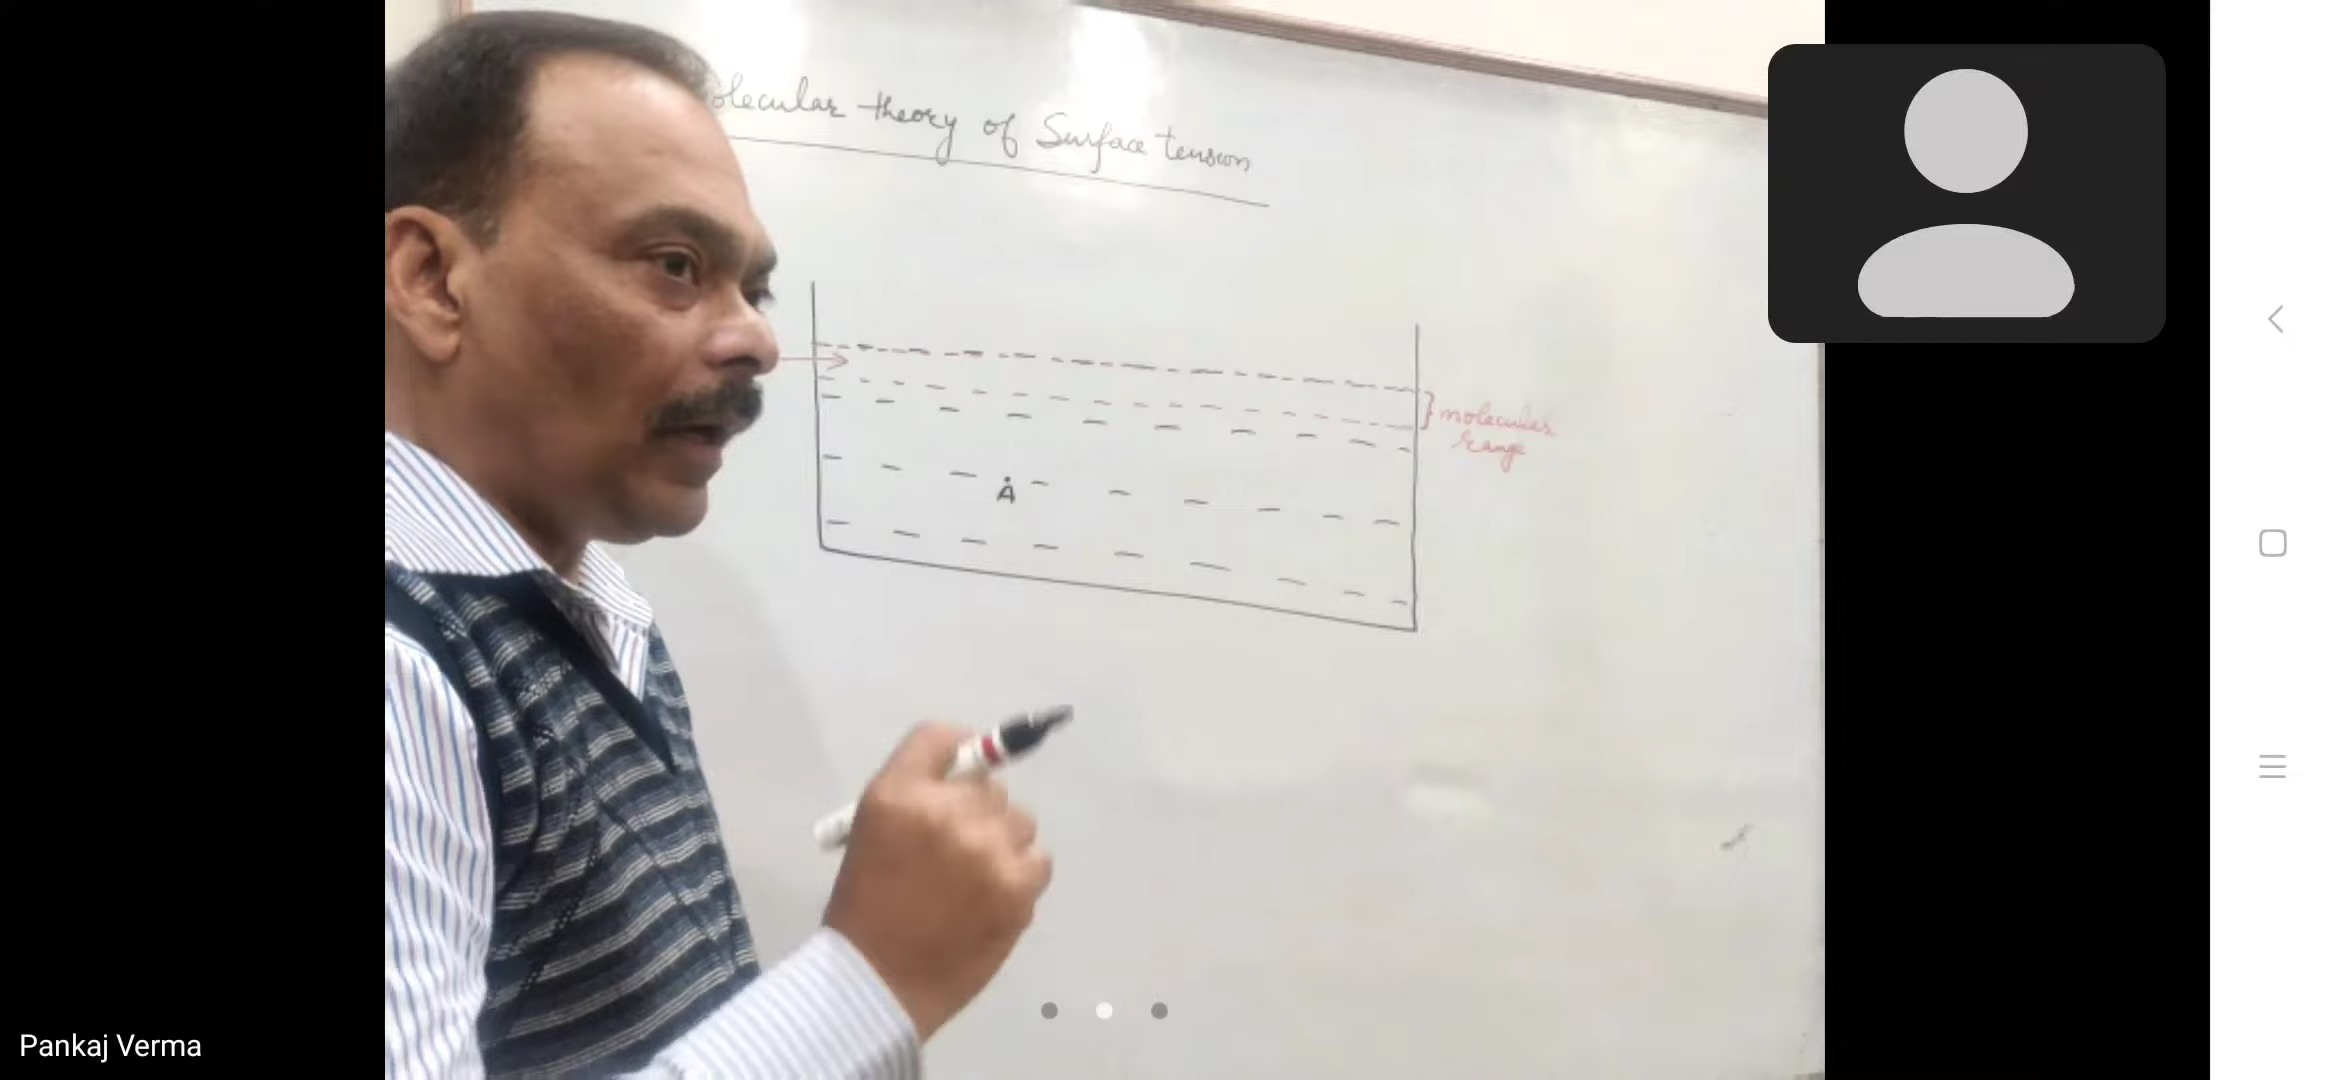 olecular theory of Surface tension
molecular
range
A
Pankaj Verma